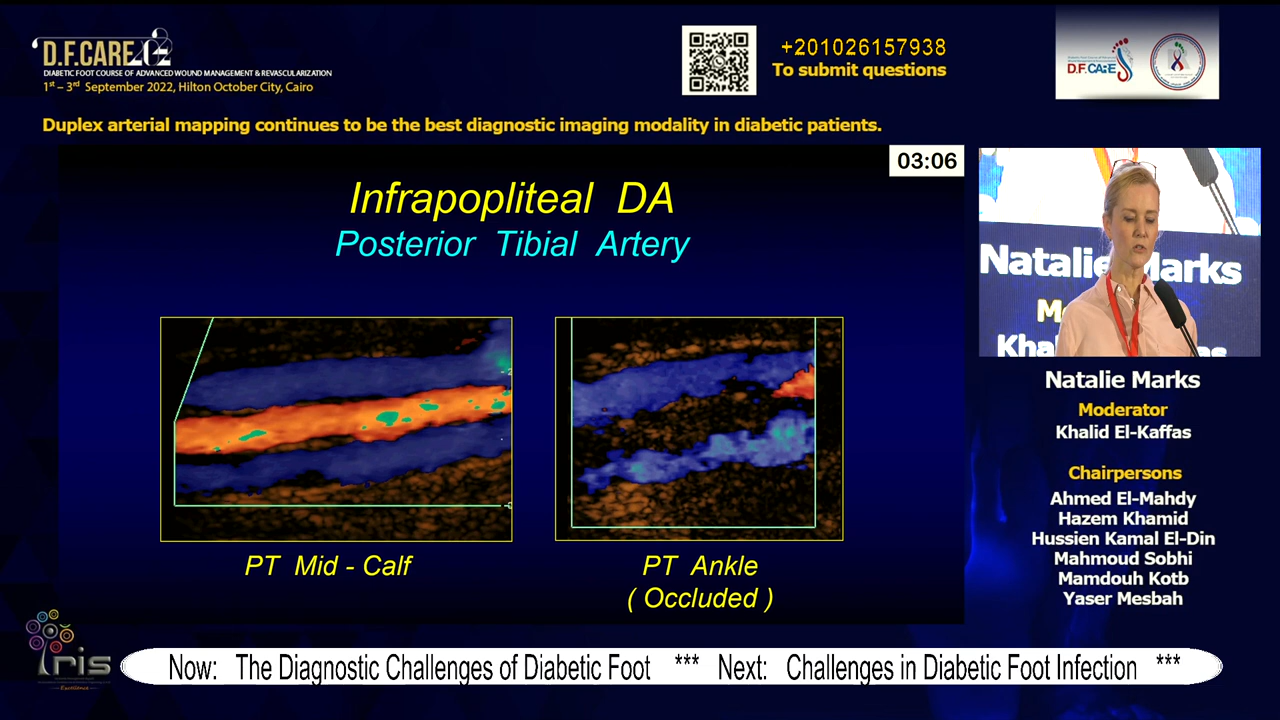 D.F.CARE
DIABETIC FOOT COURSE OF ADVANCED WOUND MANAGEMENT & REVASCULARIZATION
1st – 3rd September 2022, Hilton October City, Cairo
+201026157938
To submit questions
D.F.CARE
Duplex arterial mapping continues to be the best diagnostic imaging modality in diabetic patients.
03:06
Infrapopliteal DA
Posterior Tibial Artery
PT Mid - Calf
PT Ankle
( Occluded )
Natalie Marks
Natalie Marks
Moderator
Khalid El-Kaffas
Chairpersons
Ahmed El-Mahdy
Hazem Khamid
Hussien Kamal El-Din
Mahmoud Sobhi
Mamdouh Kotb
Yaser Mesbah
Iris
Now: The Diagnostic Challenges of Diabetic Foot *** Next: Challenges in Diabetic Foot Infection ***